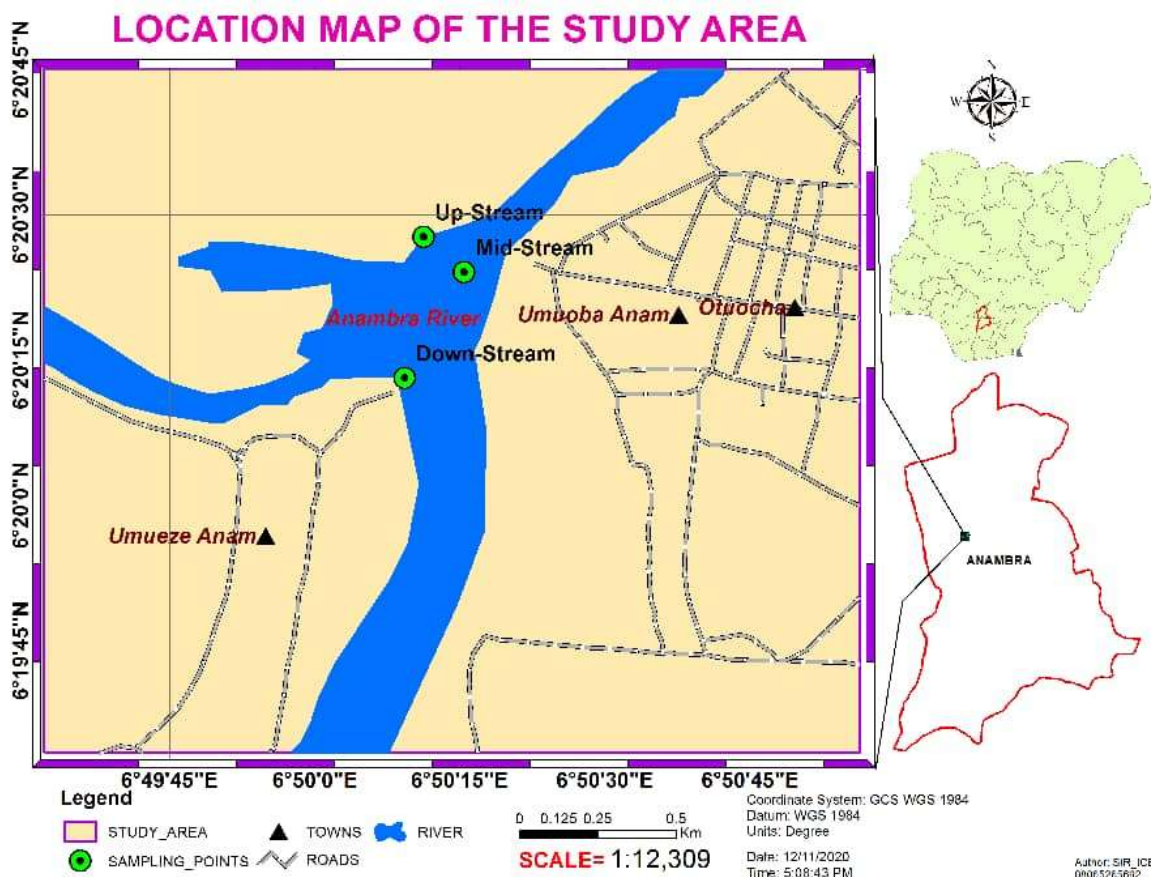 LOCATION MAP OF THE STUDY AREA
6°20'45"N
6°20'30"N
6°20'15"N
6°20'0"N
6°19'45"N
N
W E
S
Up-Stream
Mid-Stream
Anambra River
Umuoba Anam
Otuocha
Down-Stream
Umueze Anam
ANAMBRA
6°49'45"E 6°50'0"E 6°50'15"E 6°50'30"E 6°50'45"E
Legend
STUDY_AREA TOWNS RIVER
SAMPLING_POINTS ROADS
0 0.125 0.25 0.5
Km
SCALE= 1:12,309
Coordinate System: GCS WGS 1984
Datum: WGS 1984
Units: Degree
Date: 12/11/2020
Time: 5:08:43 PM
Author: SIR_ICE